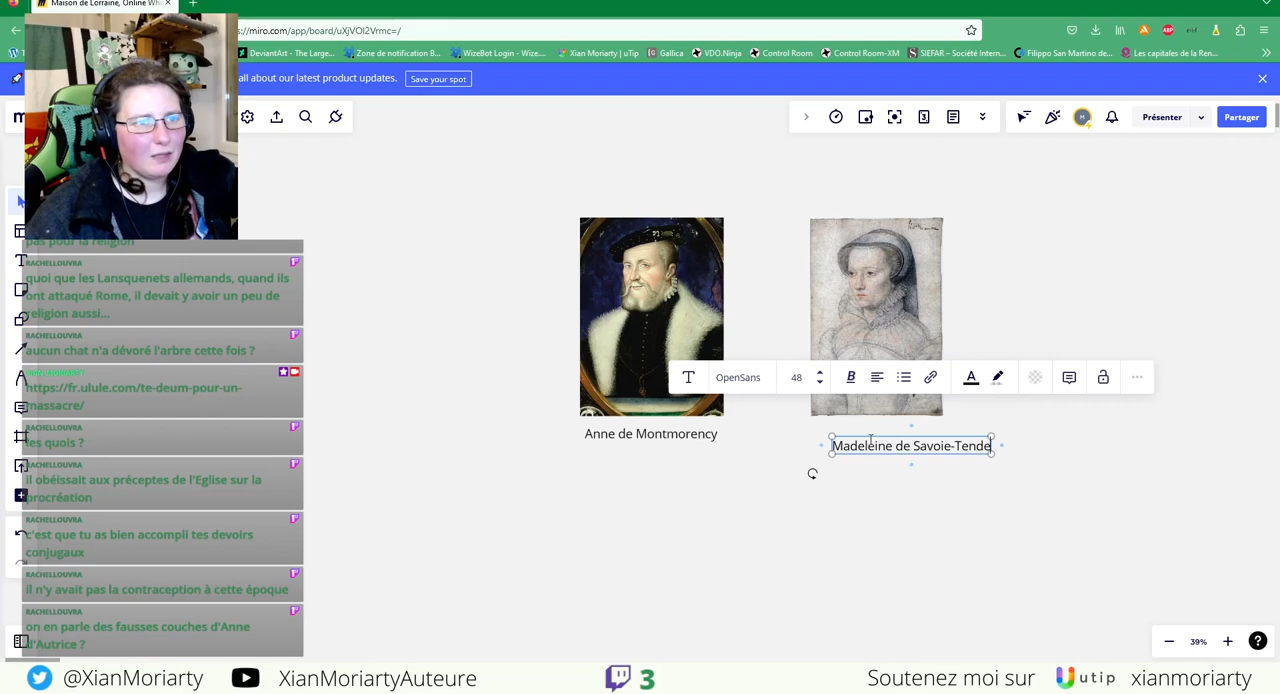 Maison de Lorraine, Online Wh
s://miro.com/app/board/uXjVOl2Vrmc=/
DeviantArt - The Large...
Zone de notification B...
WizeBot Login - Wize....
Xian Moriarty | uTip
Gallica
VDO.Ninja
Control Room
Control Room-XM
SIEFAR — Société Intern...
Filippo San Martino de...
Les capitales de la Ren...
all about our latest product updates.
Save your spot
Présenter
Partager
pas pour la religion
RACHELLOUVRA
quoi que les Lansquenets allemands, quand ils
ont attaqué Rome, il devait y avoir un peu de
religion aussi...
RACHELLOUVRA
aucun chat n'a dévoré l'arbre cette fois ?
XIAN_MORIARTY
https://fr.ulule.com/te-deum-pour-un-
massacre/
RACHELLOUVRA
les quois ?
RACHELLOUVRA
il obéissait aux préceptes de l'Eglise sur la
procréation
RACHELLOUVRA
c'est que tu as bien accompli tes devoirs
conjugaux
RACHELLOUVRA
il n'y avait pas la contraception à cette époque
RACHELLOUVRA
on en parle des fausses couches d'Anne
d'Autrice ?
OpenSans
48
B
A
Anne de Montmorency
Madeleine de Savoie-Tende
39%
@XianMoriarty
XianMoriartyAuteure
3
Soutenez moi sur
utip
xianmoriarty